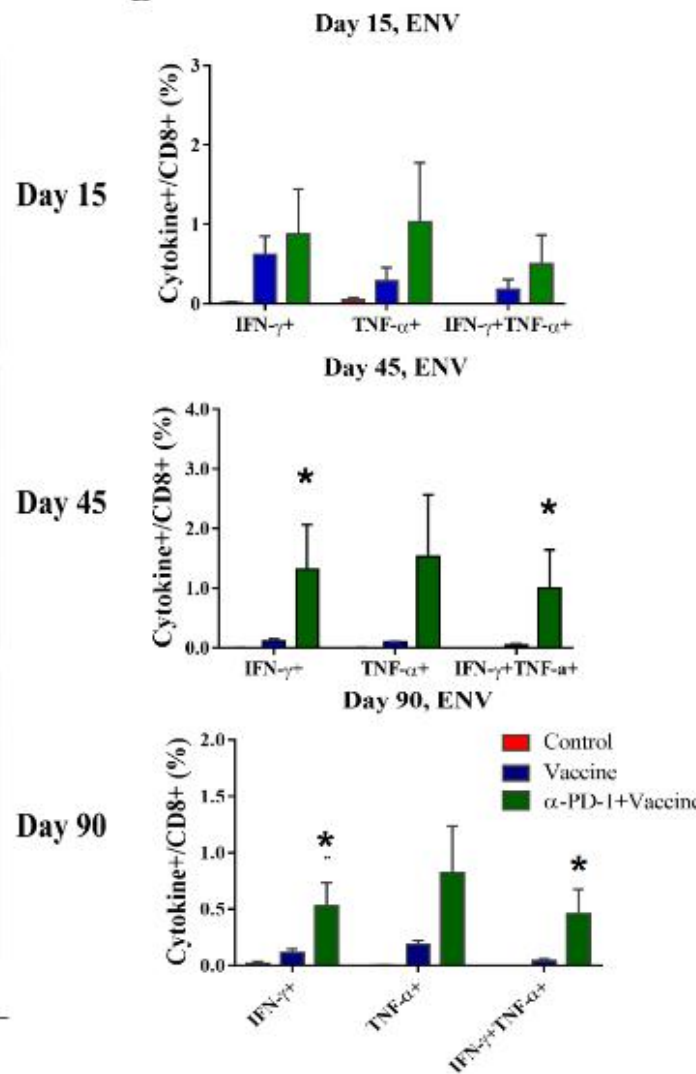 Day 15, ENV
Day 15
Cytokine+/CD8+ (%)
3
2
1
0
IFN-γ+ TNF-α+ IFN-γ+TNF-α+
Day 45, ENV
Day 45
Cytokine+/CD8+ (%)
4.0
3.0
2.0
1.0
0.0
* *
IFN-γ+ TNF-α+ IFN-γ+TNF-a+
Day 90, ENV
Day 90
Cytokine+/CD8+ (%)
2.0
1.5
1.0
0.5
0.0
Control
Vaccine
α-PD-1+Vaccine
* *
IFN-γ+ TNF-α+ IFN-γ+TNF-α+